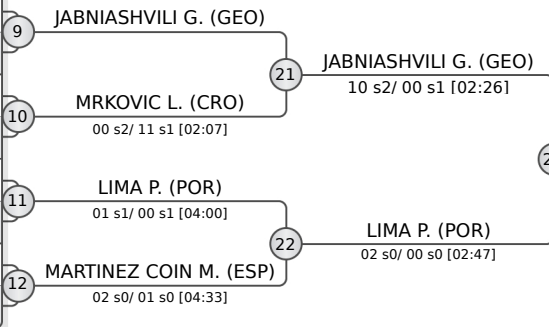 9
JABNIASHVILI G. (GEO)
21
JABNIASHVILI G. (GEO)
10 s2/ 00 s1 [02:26]
10
MRKOVIC L. (CRO)
00 s2/ 11 s1 [02:07]
11
LIMA P. (POR)
01 s1/ 00 s1 [04:00]
22
LIMA P. (POR)
02 s0/ 00 s0 [02:47]
12
MARTINEZ COIN M. (ESP)
02 s0/ 01 s0 [04:33]